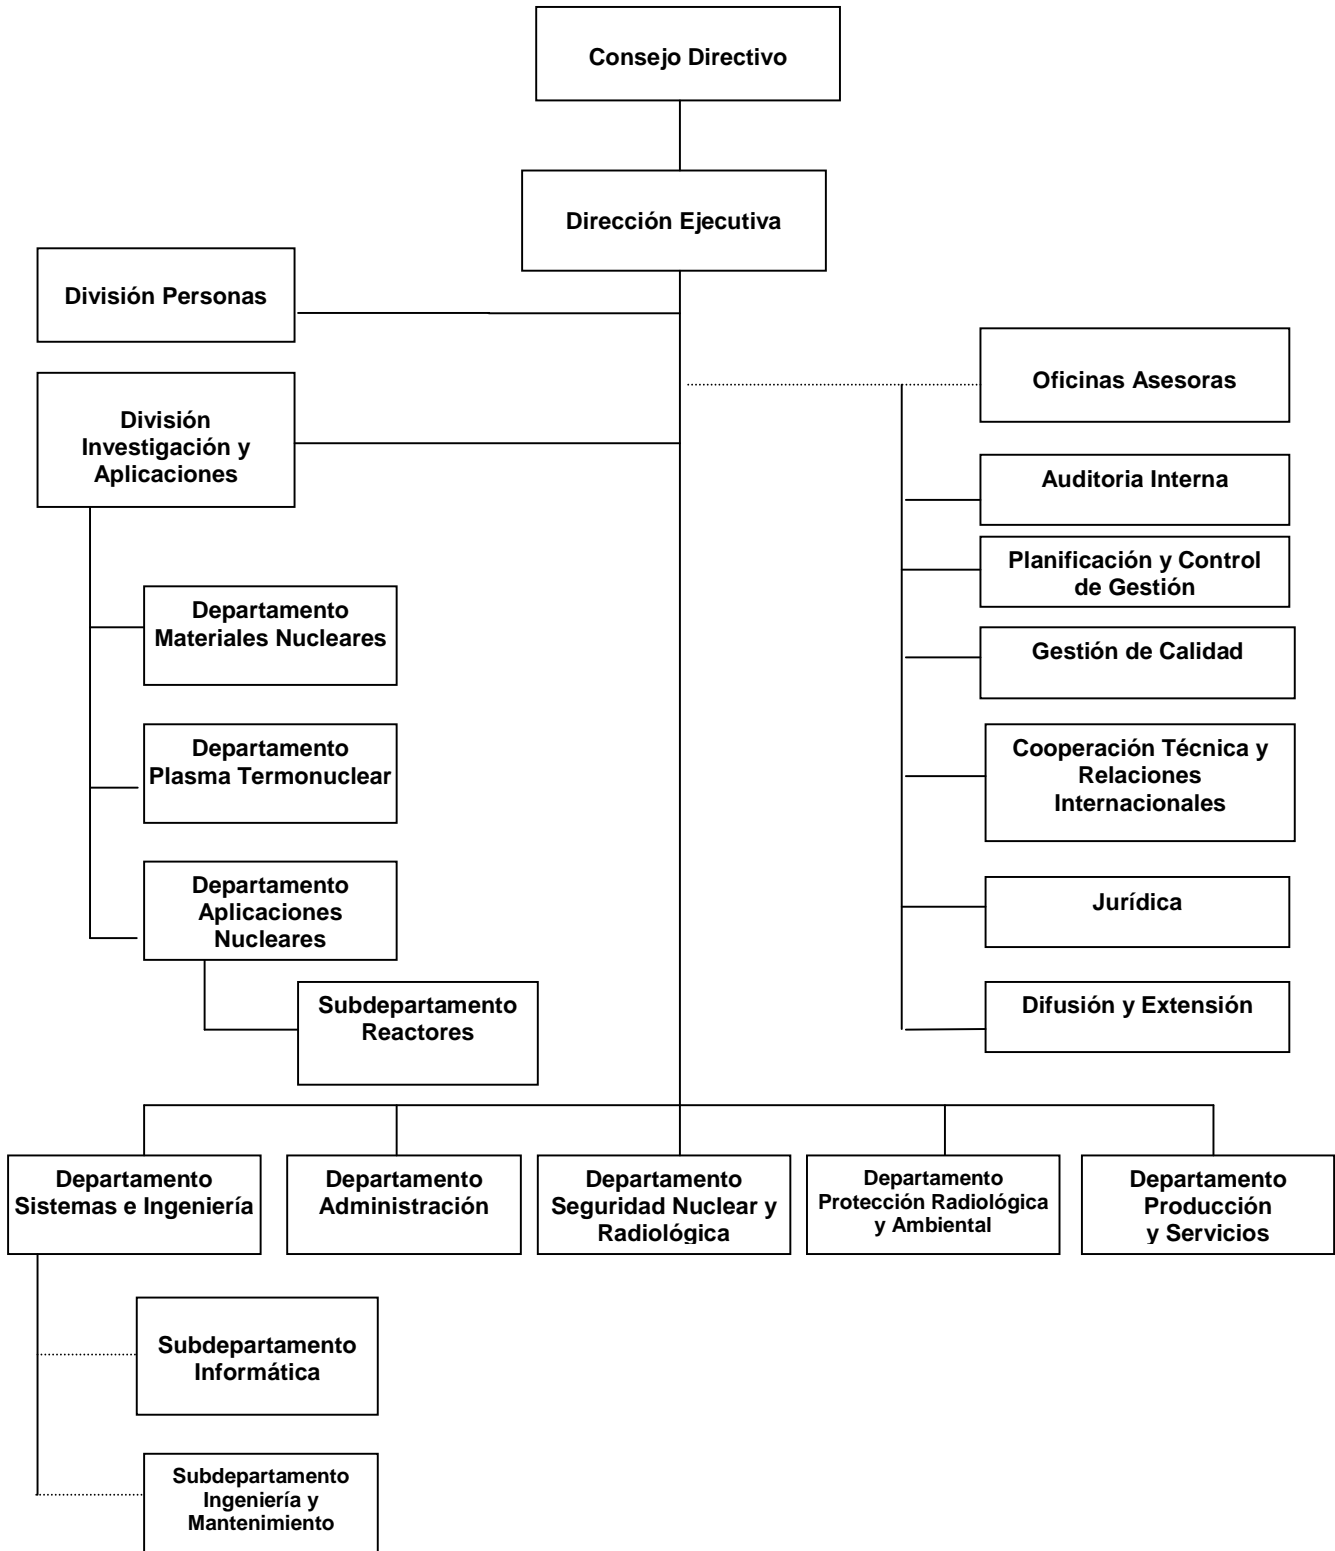 Consejo Directivo
Dirección Ejecutiva
División Personas
Oficinas Asesoras
División
Investigación y
Aplicaciones
Auditoria Interna
Planificación y Control
de Gestión
Departamento
Materiales Nucleares
Gestión de Calidad
Departamento
Plasma Termonuclear
Cooperación Técnica y
Relaciones
Internacionales
Departamento
Aplicaciones
Nucleares
Jurídica
Subdepartamento
Reactores
Difusión y Extensión
Departamento
Sistemas e Ingeniería
Departamento
Administración
Departamento
Seguridad Nuclear y
Radiológica
Departamento
Protección Radiológica
y Ambiental
Departamento
Producción
y Servicios
Subdepartamento
Informática
Subdepartamento
Ingeniería y
Mantenimiento